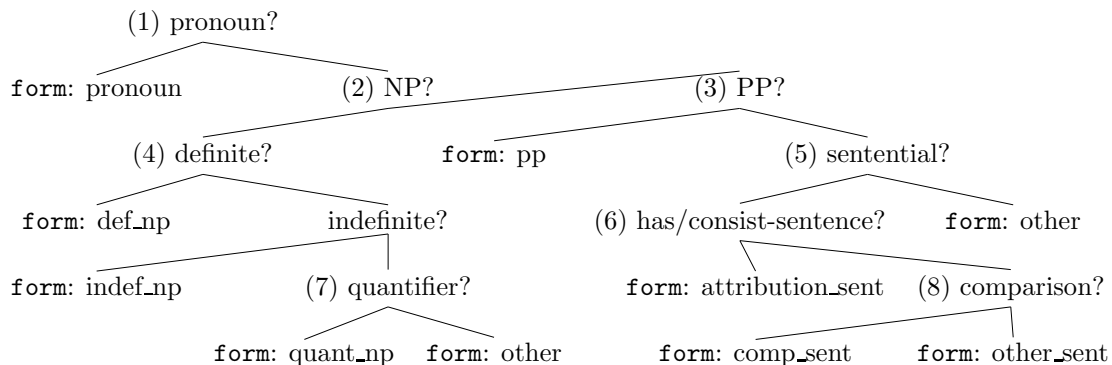 (1) pronoun?
form: pronoun (2) NP? (3) PP?
(4) definite? form: pp (5) sentential?
form: def_np indefinite? (6) has/consist-sentence? form: other
form: indef_np (7) quantifier? form: attribution_sent (8) comparison?
form: quant_np form: other form: comp_sent form: other_sent